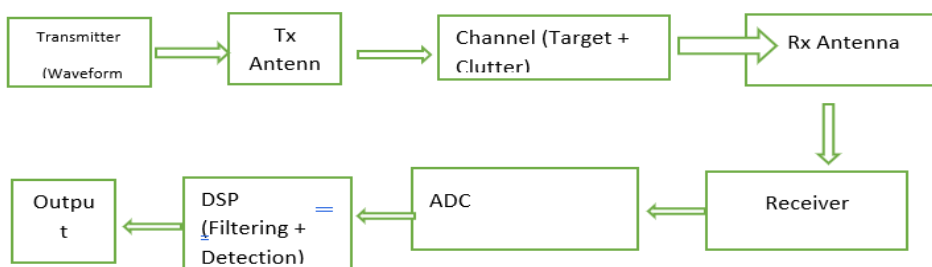 Transmitter
(Waveform
Tx
Antenn
Channel (Target +
Clutter)
Rx Antenna
Receiver
ADC
DSP
(Filtering +
Detection)
Outpu
t